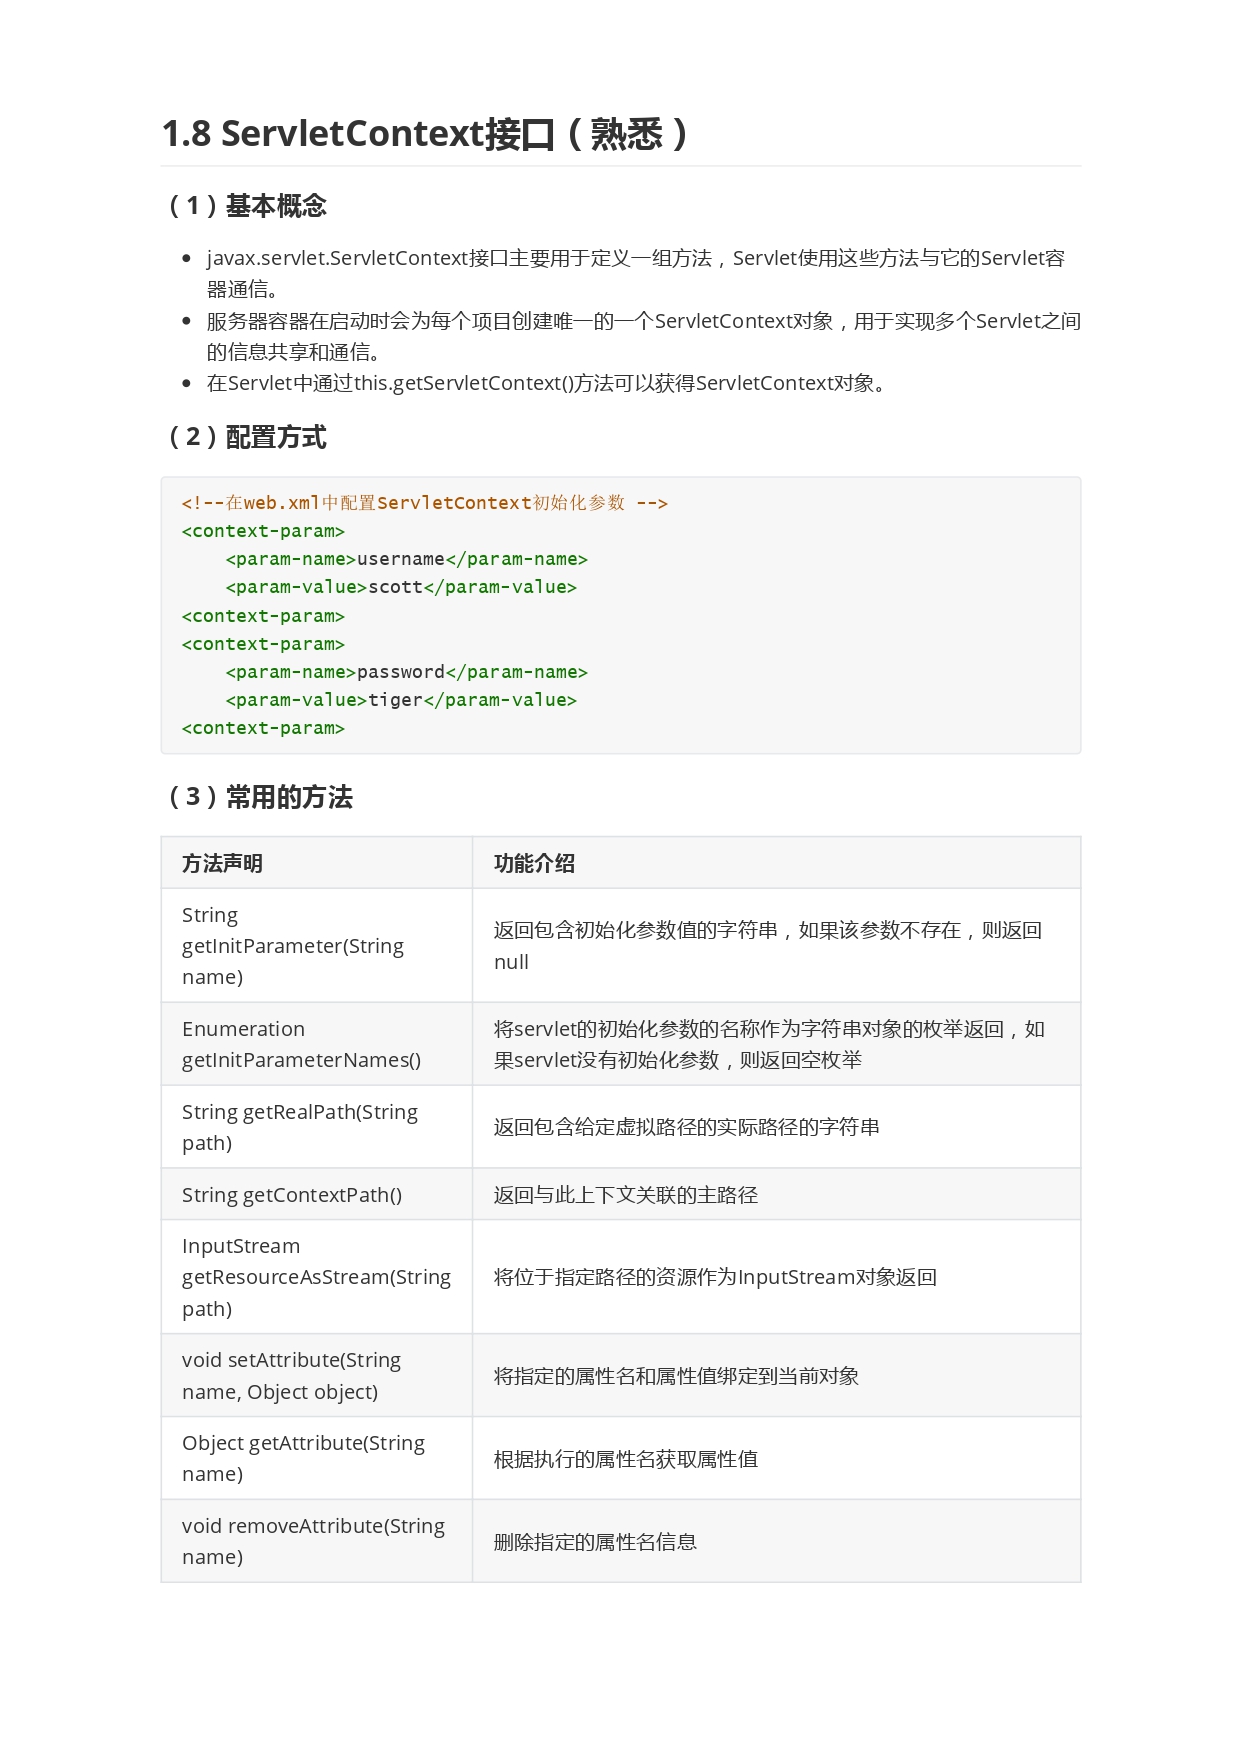 1.8 ServletContext接口（熟悉）
（1）基本概念
javax.servlet.ServletContext接口主要用于定义一组方法，Servlet使用这些方法与它的Servlet容
器通信。
服务器容器在启动时会为每个项目创建唯一的一个ServletContext对象，用于实现多个Servlet之间
的信息共享和通信。
在Servlet中通过this.getServletContext()方法可以获得ServletContext对象。
（2）配置方式
<!--在web.xml中配置ServletContext初始化参数 -->
<context-param>
    <param-name>username</param-name>
    <param-value>scott</param-value>
<context-param>
<context-param>
    <param-name>password</param-name>
    <param-value>tiger</param-value>
<context-param>
（3）常用的方法
方法声明 功能介绍
String
getInitParameter(String
name)
返回包含初始化参数值的字符串，如果该参数不存在，则返回
null
Enumeration
getInitParameterNames()
将servlet的初始化参数的名称作为字符串对象的枚举返回，如
果servlet没有初始化参数，则返回空枚举
String getRealPath(String
path)
返回包含给定虚拟路径的实际路径的字符串
String getContextPath() 返回与此上下文关联的主路径
InputStream
getResourceAsStream(String
path)
将位于指定路径的资源作为InputStream对象返回
void setAttribute(String
name, Object object)
将指定的属性名和属性值绑定到当前对象
Object getAttribute(String
name)
根据执行的属性名获取属性值
void removeAttribute(String
name)
删除指定的属性名信息